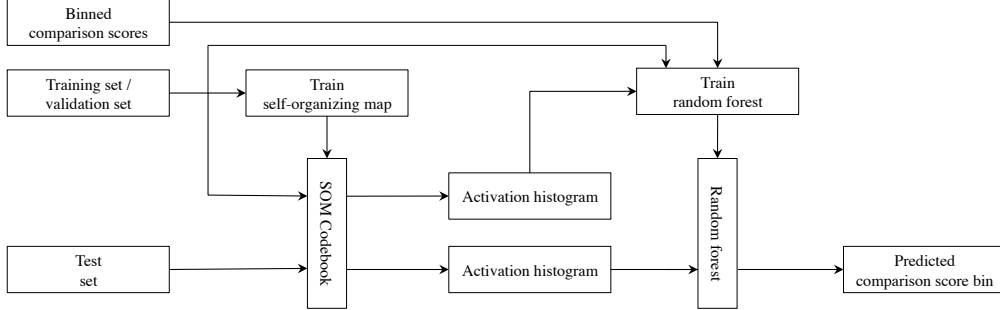 Binned
comparison scores
Training set /
validation set
Train
self-organizing map
Train
random forest
SOM Codebook
Activation histogram
Random forest
Test
set
Activation histogram
Predicted
comparison score bin